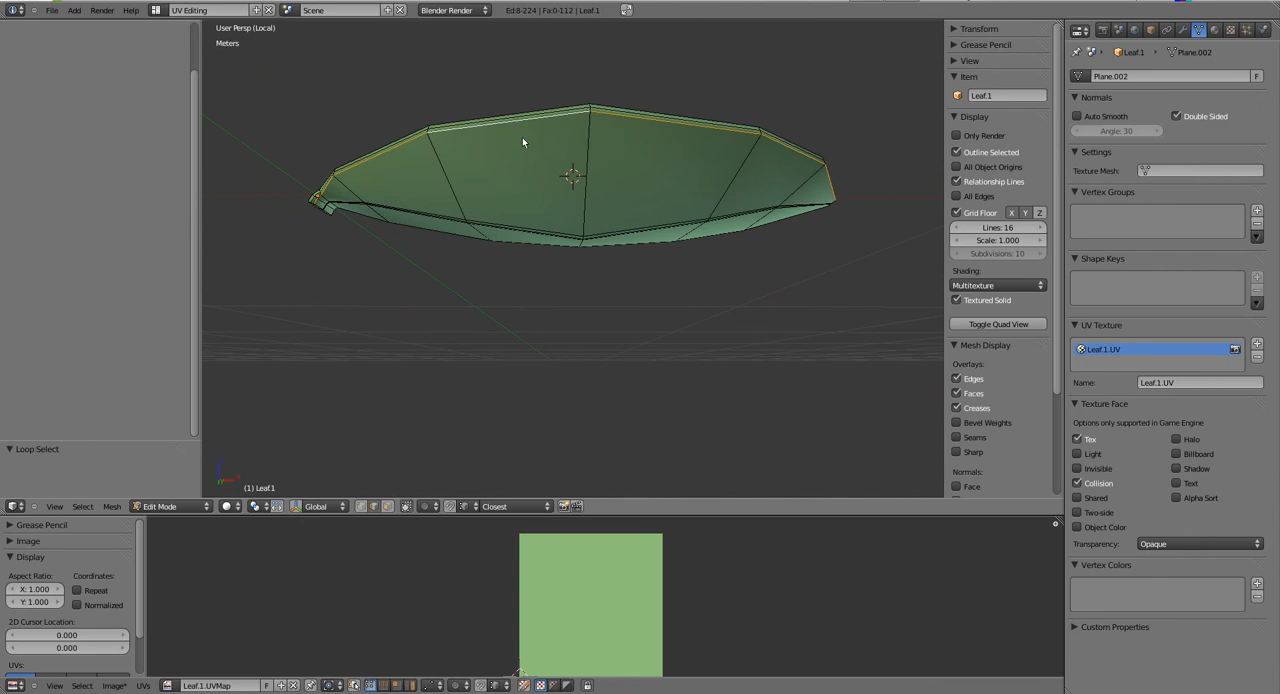 File
Add
Render
Help
UV Editing
Scene
Blender Render
Ed:8-224 | Fa:0-112 | Leaf.1
User Persp (Local)
Meters
Loop Select
(1) Leaf.1
Transform
Grease Pencil
View
Item
Leaf.1
Display
Only Render
Outline Selected
All Object Origins
Relationship Lines
All Edges
Grid Floor
X
Y
Z
Lines: 16
Scale: 1.000
Subdivisions: 10
Shading:
Multitexture
Textured Solid
Toggle Quad View
Mesh Display
Overlays:
Edges
Faces
Creases
Bevel Weights
Seams
Sharp
Normals:
Face
Leaf.1
Plane.002
Plane.002
F
Normals
Auto Smooth
Double Sided
Angle: 30
Settings
Texture Mesh:
Vertex Groups
Shape Keys
UV Texture
Leaf.1.UV
Name:
Leaf.1.UV
Texture Face
Options only supported in Game Engine
Tex
Halo
Light
Billboard
Invisible
Shadow
Collision
Text
Shared
Alpha Sort
Two-side
Object Color
Transparency:
Opaque
Vertex Colors
Custom Properties
View
Select
Mesh
Edit Mode
Global
Closest
Grease Pencil
Image
Display
Aspect Ratio:
Coordinates:
X: 1.000
Repeat
Y: 1.000
Normalized
2D Cursor Location:
0.000
0.000
UVs:
View
Select
Image*
UVs
Leaf.1.UVMap
F